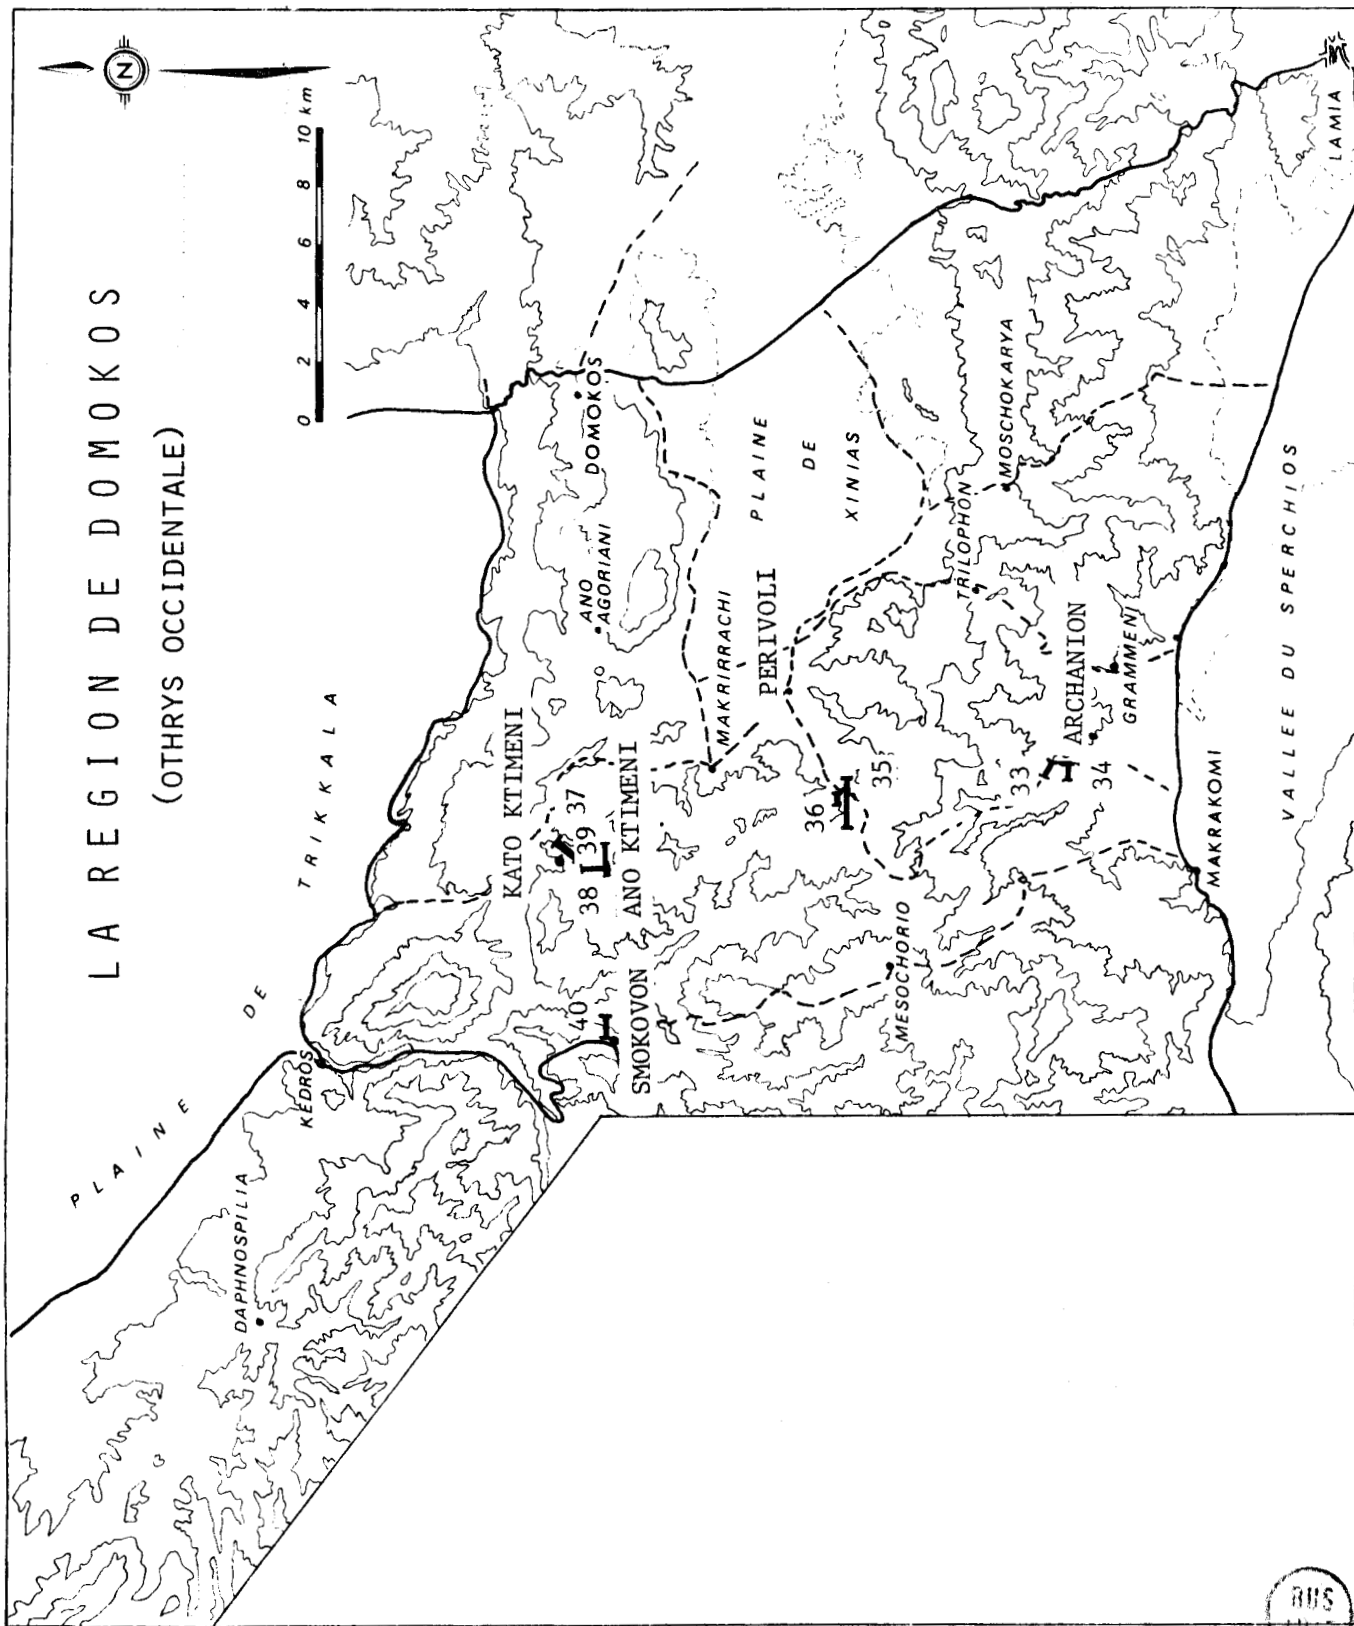 LA REGION DE DOMOKOS
(OTHRYS OCCIDENTALE)
N
0 2 4 6 8 10 km
PLAINE DE TRIKKALA
DAPHNOSPILIA
KEDROS
KATO KTIMENI
DOMOKOS
ANO
AGORIANI
40
38 39 37
SMOKOVON
ANO KTIMENI
MAKRIRRACHI
PERIVOLI
PLAINE
DE
XINIAS
36
35
MESOCHORIO
TRILOPHON
MOSCHOKARYA
33
ARCHANION
34
GRAMMENI
MAKRAKOMI
VALLEE DU SPERCHIOS
LAMIA
BUS